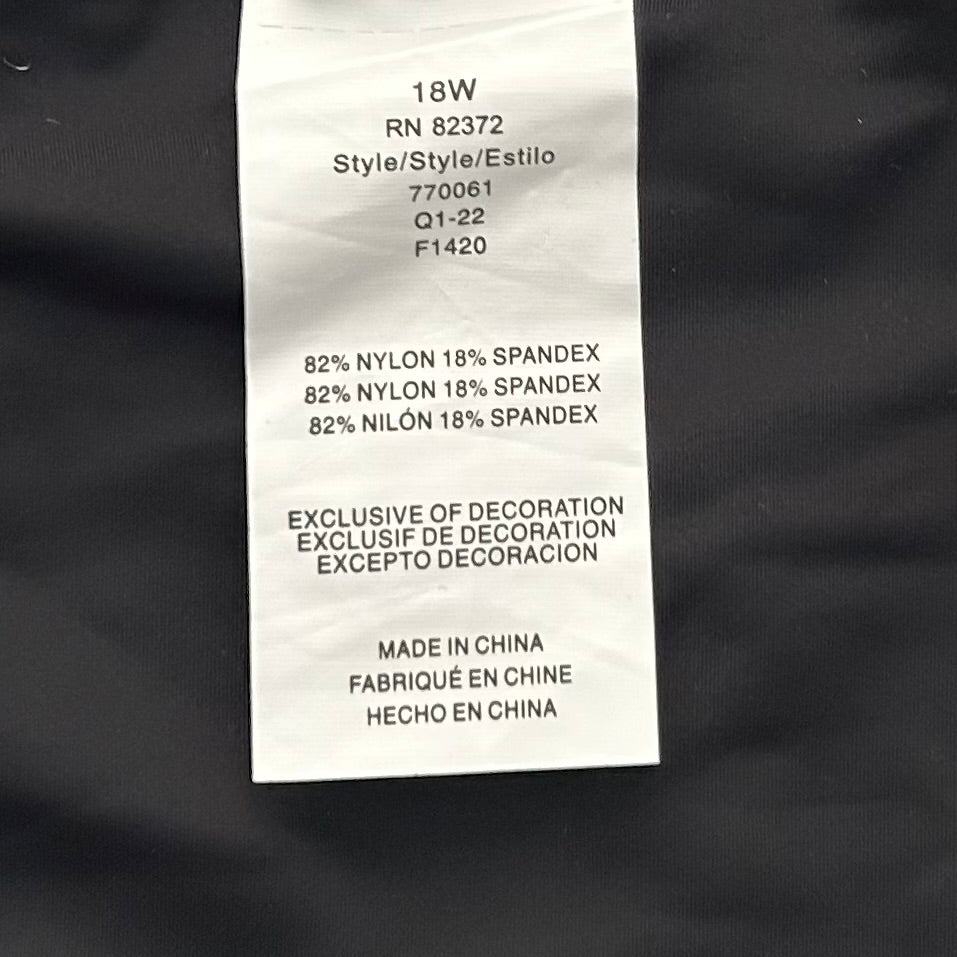 18W
RN 82372
Style/Style/Estilo
770061
Q1-22
F1420
82% NYLON 18% SPANDEX
82% NYLON 18% SPANDEX
82% NILÓN 18% SPANDEX
EXCLUSIVE OF DECORATION
EXCLUSIF DE DECORATION
EXCEPTO DECORACION
MADE IN CHINA
FABRIQUÉ EN CHINE
HECHO EN CHINA